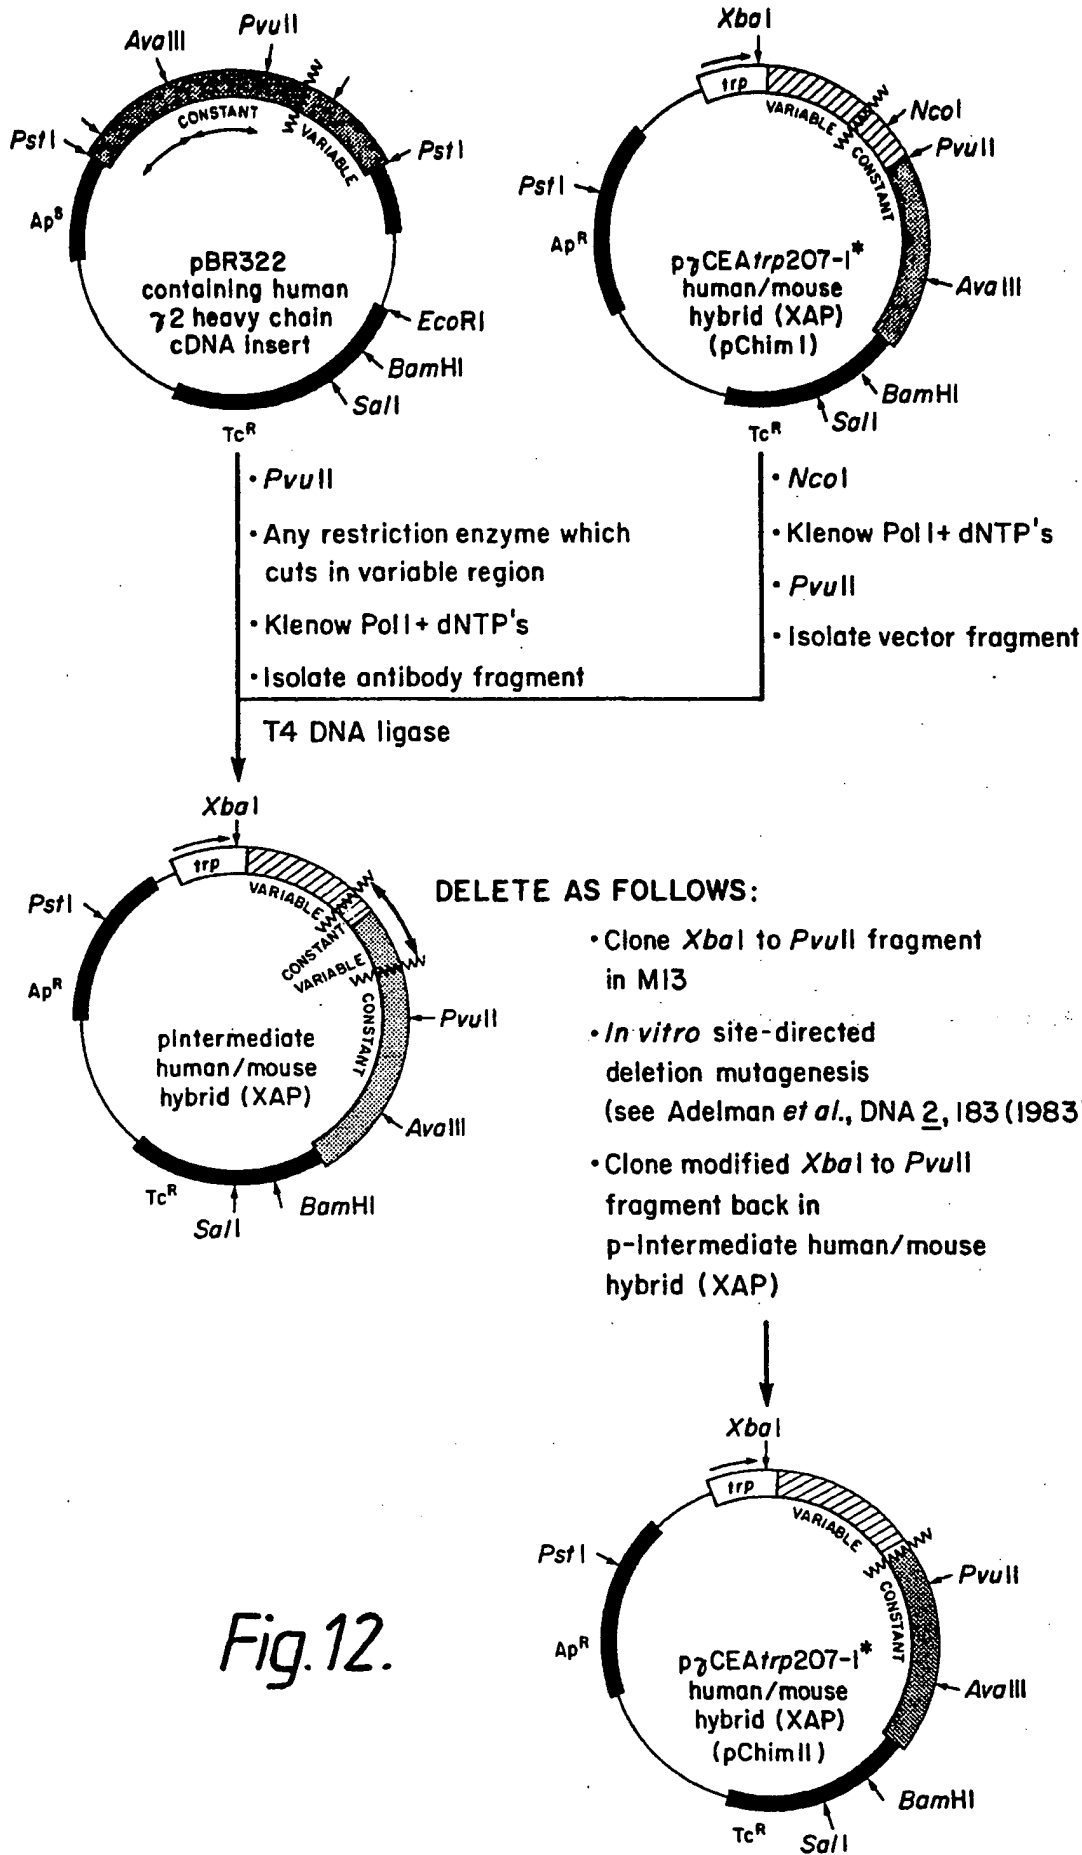 PvuII
AvaIII
PstI
PstI
CONSTANT
VARIABLE
Ap^S
pBR322
containing human
γ2 heavy chain
cDNA insert
EcoRI
BamHI
SalI
Tc^R
XbaI
trp
VARIABLE
NcoI
PvuII
CONSTANT
PstI
Ap^R
pγCEAtrp207-1*
human/mouse
hybrid (XAP)
(pChim I)
AvaIII
BamHI
SalI
Tc^R
• PvuII
• Any restriction enzyme which
cuts in variable region
• Klenow Pol I + dNTP's
• Isolate antibody fragment
• NcoI
• Klenow Pol I + dNTP's
• PvuII
• Isolate vector fragment
T4 DNA ligase
XbaI
trp
VARIABLE
CONSTANT
VARIABLE
CONSTANT
PstI
Ap^R
pIntermediate
human/mouse
hybrid (XAP)
PvuII
AvaIII
BamHI
SalI
Tc^R
DELETE AS FOLLOWS:
• Clone XbaI to PvuII fragment
in M13
• In vitro site-directed
deletion mutagenesis
(see Adelman et al., DNA 2, 183 (1983)
• Clone modified XbaI to PvuII
fragment back in
p-Intermediate human/mouse
hybrid (XAP)
XbaI
trp
VARIABLE
CONSTANT
PstI
Ap^R
pγCEAtrp207-1*
human/mouse
hybrid (XAP)
(pChim II)
PvuII
AvaIII
BamHI
SalI
Tc^R
Fig. 12.